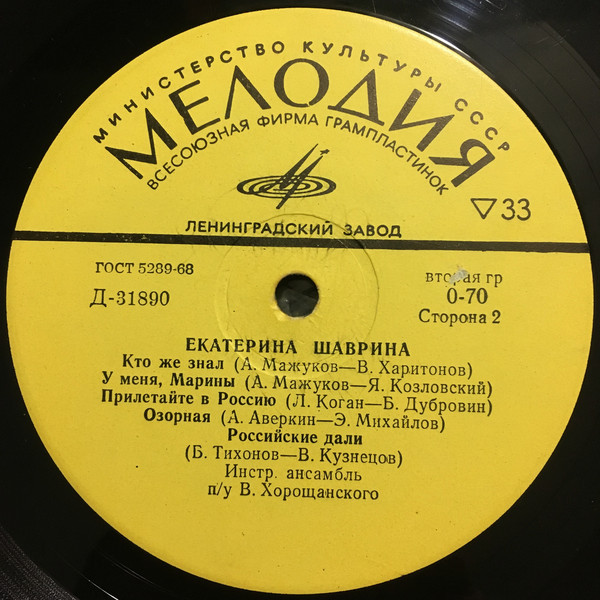 МИНИСТЕРСТВО КУЛЬТУРЫ СССР
МЕЛОДИЯ
ВСЕСОЮЗНАЯ ФИРМА ГРАМПЛАСТИНОК
▽33
ЛЕНИНГРАДСКИЙ ЗАВОД
ГОСТ 5289-68
вторая гр
Д-31890
0-70
Сторона 2
ЕКАТЕРИНА ШАВРИНА
Кто же знал (А. Мажуков—В. Харитонов)
У меня, Марины (А. Мажуков—Я. Козловский)
Прилетайте в Россию (Л. Коган—Б. Дубровин)
Озорная (А. Аверкин—Э. Михайлов)
Российские дали
(Б. Тихонов—В. Кузнецов)
Инстр. ансамбль
п/у В. Хорощанского